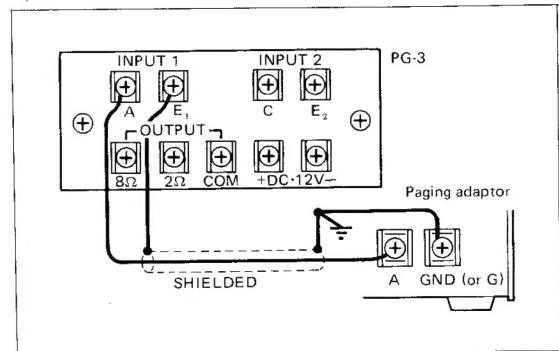 INPUT 1 INPUT 2 PG-3
A E₁ C E₂
OUTPUT
8Ω 2Ω COM +DC·12V−
Paging adaptor
A GND (or G)
SHIELDED